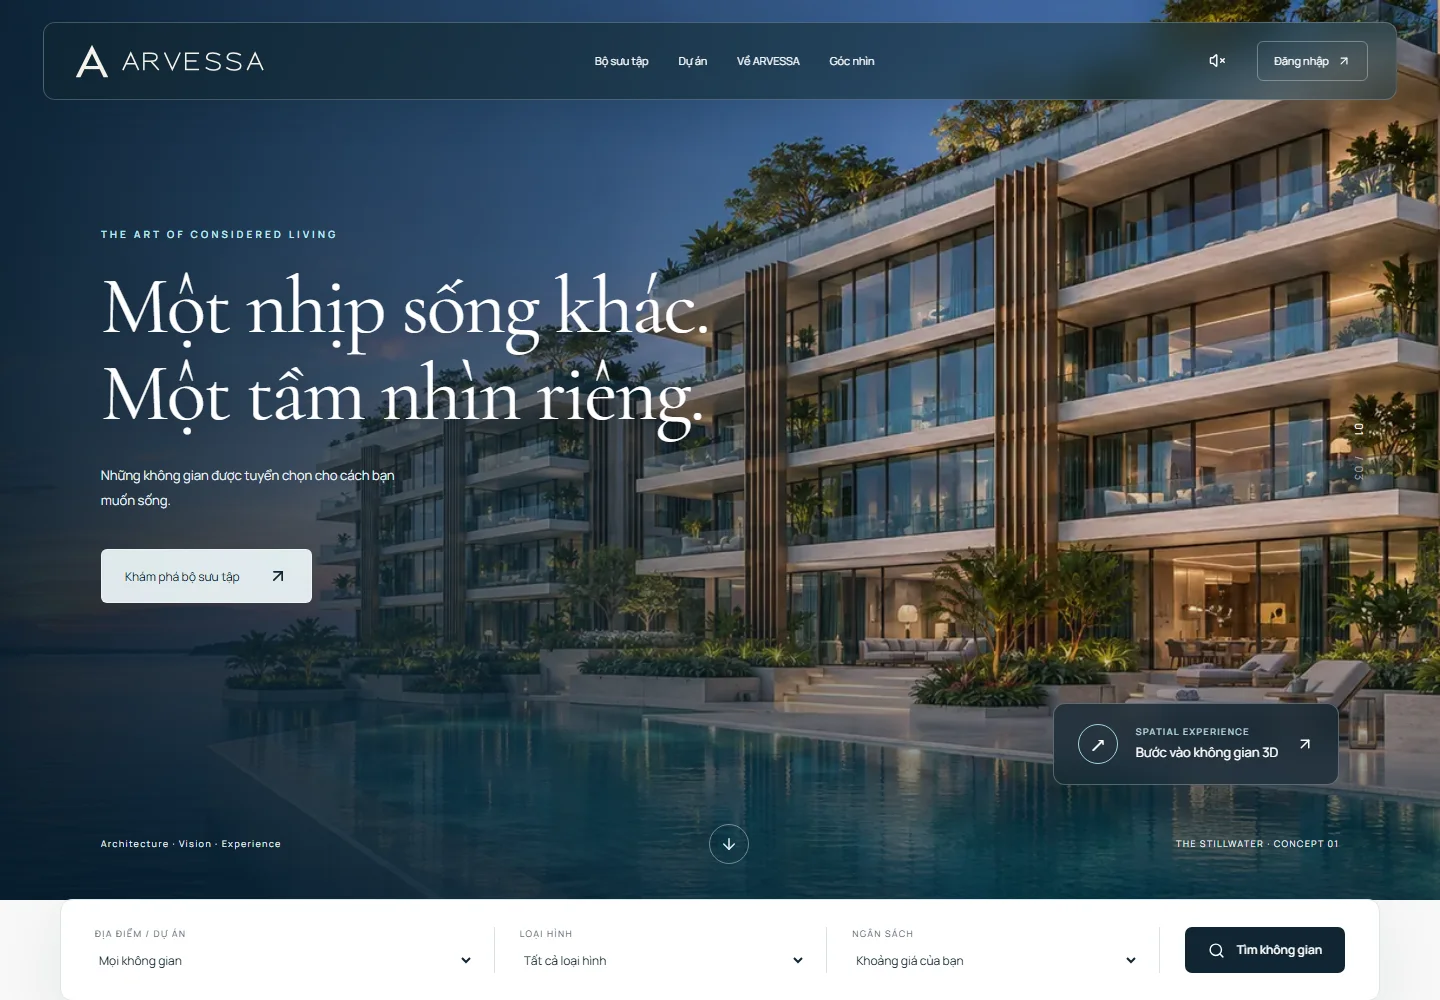 ARVESSA
Bộ sưu tập
Dự án
Về ARVESSA
Góc nhìn
Đăng nhập
THE ART OF CONSIDERED LIVING
Một nhịp sống khác.
Một tầm nhìn riêng.
Những không gian được tuyển chọn cho cách bạn
muốn sống.
Khám phá bộ sưu tập
01 / 03
SPATIAL EXPERIENCE
Bước vào không gian 3D
Architecture · Vision · Experience
THE STILLWATER · CONCEPT 01
ĐỊA ĐIỂM / DỰ ÁN
Mọi không gian
LOẠI HÌNH
Tất cả loại hình
NGÂN SÁCH
Khoảng giá của bạn
Tìm không gian